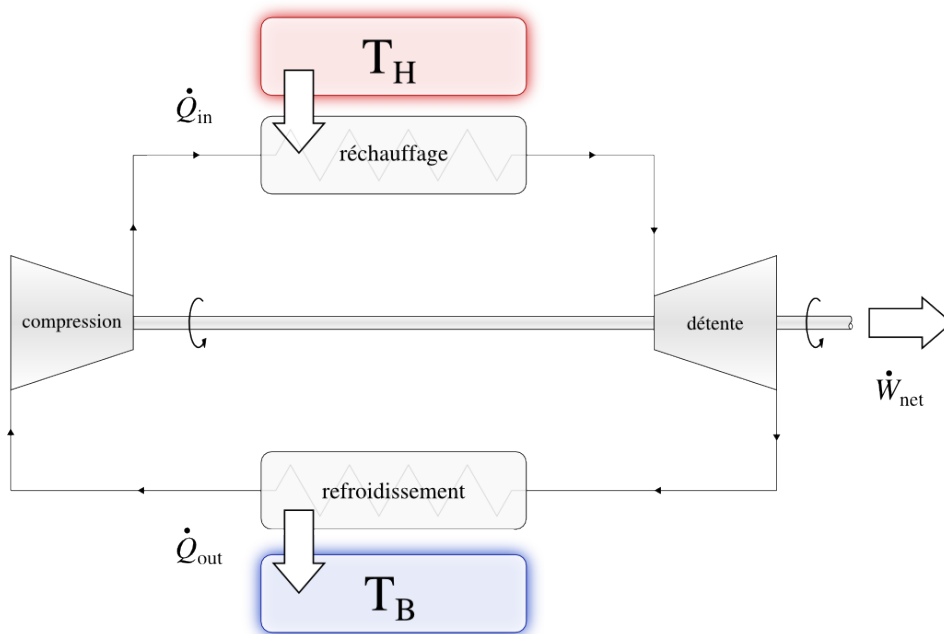 T_H
Q̇_in
réchauffage
compression
détente
Ẇ_net
refroidissement
Q̇_out
T_B